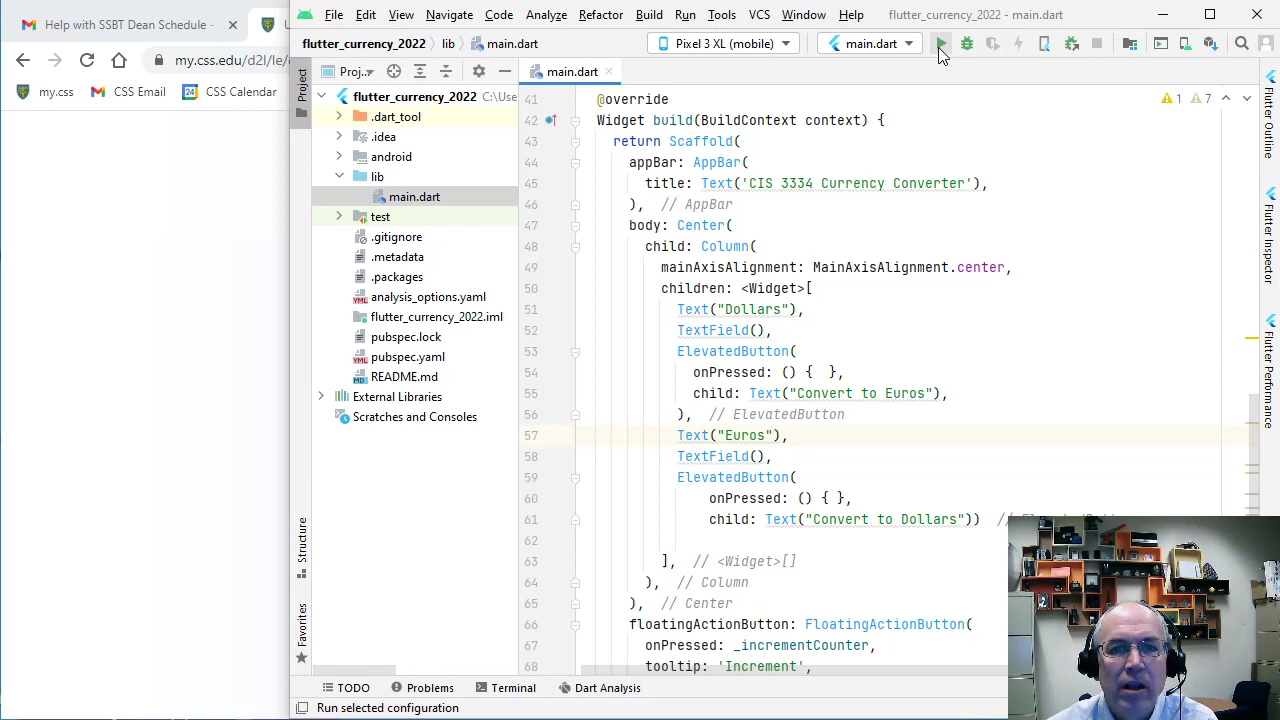 Help with SSBT Dean Schedule -
my.css.edu/d2l/le/c
my.css
CSS Email
CSS Calendar
File Edit View Navigate Code Analyze Refactor Build Run Tools VCS Window Help flutter_currency_2022 - main.dart
flutter_currency_2022 lib main.dart
Pixel 3 XL (mobile) main.dart
Project
Proj...
flutter_currency_2022 C:\Use
.dart_tool
.idea
android
lib
main.dart
test
.gitignore
.metadata
.packages
analysis_options.yaml
flutter_currency_2022.iml
pubspec.lock
pubspec.yaml
README.md
External Libraries
Scratches and Consoles
Structure
Favorites
main.dart
1 7
41 @override
42 Widget build(BuildContext context) {
43 return Scaffold(
44 appBar: AppBar(
45 title: Text('CIS 3334 Currency Converter'),
46 ), // AppBar
47 body: Center(
48 child: Column(
49 mainAxisAlignment: MainAxisAlignment.center,
50 children: <Widget>[
51 Text("Dollars"),
52 TextField(),
53 ElevatedButton(
54 onPressed: () { },
55 child: Text("Convert to Euros"),
56 ), // ElevatedButton
57 Text("Euros"),
58 TextField(),
59 ElevatedButton(
60 onPressed: () { },
61 child: Text("Convert to Dollars")) //
62
63 ], // <Widget>[]
64 ), // Column
65 ), // Center
66 floatingActionButton: FloatingActionButton(
67 onPressed: _incrementCounter,
68 tooltip: 'Increment',
Flutter Outline
Flutter Inspector
Flutter Performance
TODO Problems Terminal Dart Analysis
Run selected configuration